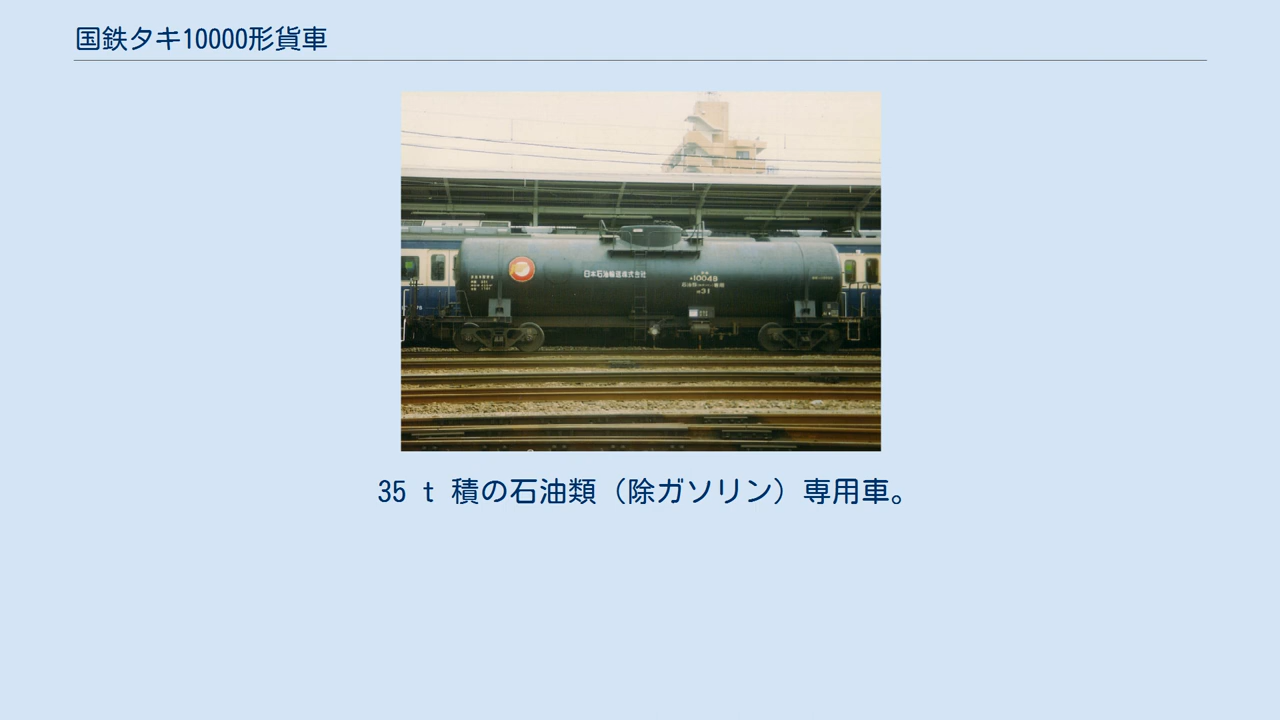 国鉄タキ10000形貨車
日本石油輸送株式会社
10048
35 t 積の石油類（除ガソリン）専用車。